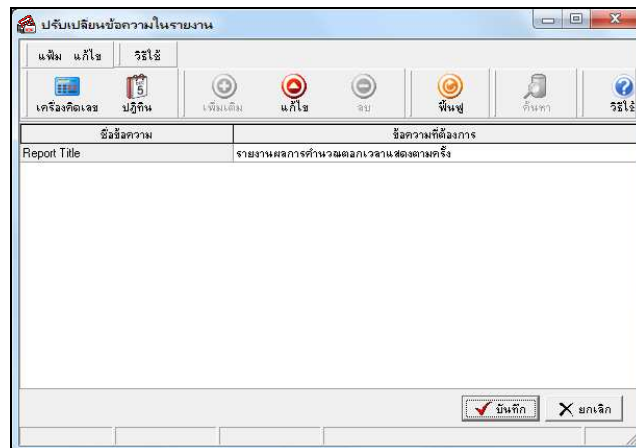 ปรับเปลี่ยนข้อความในรายงาน
แฟ้ม แก้ไข วิธีใช้
เครื่องคิดเลข ปฏิทิน เพิ่มเติม แก้ไข ลบ ฟื้นฟู ค้นหา วิธีใช้
ชื่อข้อความ ข้อความที่ต้องการ
Report Title รายงานผลการคำนวณตอกเวลาแสดงตามครั้ง
บันทึก ยกเลิก